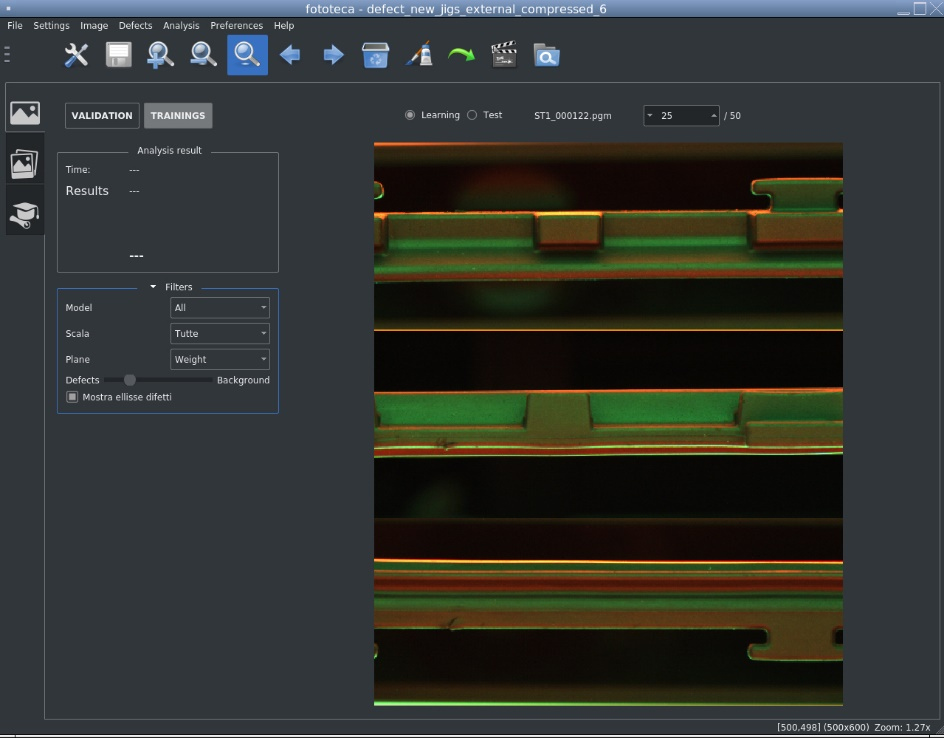 fototeca - defect_new_jigs_external_compressed_6
File Settings Image Defects Analysis Preferences Help
VALIDATION TRAININGS Learning Test ST1_000122.pgm 25 / 50
Analysis result
Time: ---
Results ---
---
Filters
Model All
Scala Tutte
Plane Weight
Defects Background
Mostra ellisse difetti
[500,498] (500x600) Zoom: 1.27x